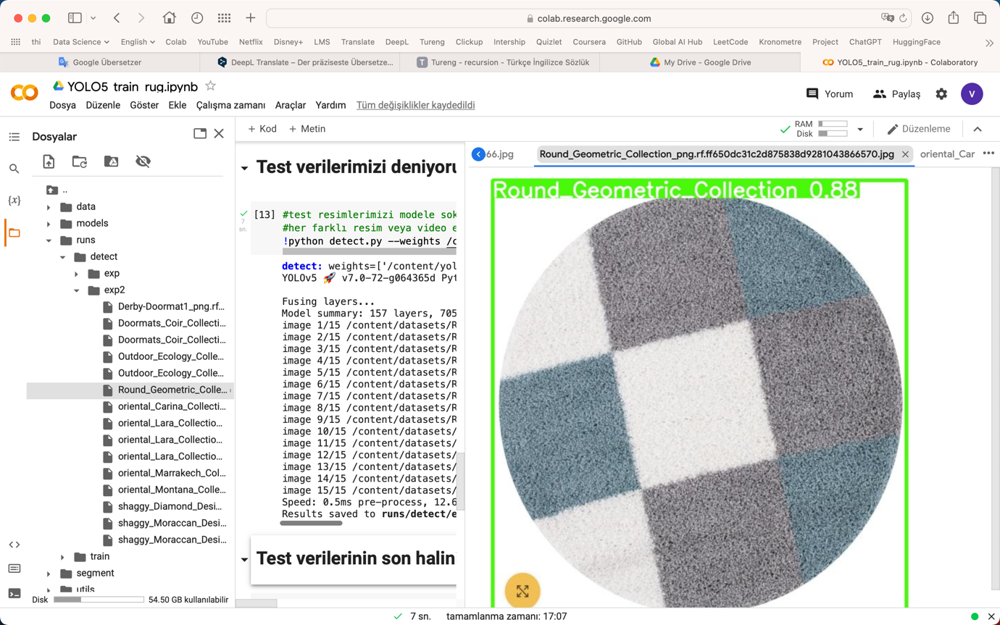 colab.research.google.com
thi Data Science English Colab YouTube Netflix Disney+ LMS Translate DeepL Tureng Clickup Intership Quizlet Coursera GitHub Global AI Hub LeetCode Kronometre Project ChatGPT HuggingFace
Google Übersetzer
DeepL Translate – Der präziseste Übersetze...
T Tureng - recursion - Türkçe İngilizce Sözlük
My Drive - Google Drive
YOLO5_train_rug.ipynb - Colaboratory
YOLO5_train_rug.ipynb
Yorum Paylaş V
Dosya Düzenle Göster Ekle Çalışma zamanı Araçlar Yardım Tüm değişiklikler kaydedildi
Dosyalar
..
data
models
runs
detect
exp
exp2
Derby-Doormat1_png.rf...
Doormats_Coir_Collecti...
Doormats_Coir_Collecti...
Outdoor_Ecology_Colle...
Outdoor_Ecology_Colle...
Round_Geometric_Colle...
oriental_Carina_Collecti...
oriental_Lara_Collectio...
oriental_Lara_Collectio...
oriental_Lara_Collectio...
oriental_Marrakech_Col...
oriental_Montana_Colle...
shaggy_Diamond_Desi...
shaggy_Moraccan_Desi...
shaggy_Moraccan_Desi...
train
segment
utils
Disk 54.50 GB kullanılabilir
+ Kod + Metin
RAM
Disk
Düzenleme
Test verilerimizi deniyoru
[13] #test resimlerimizi modele sok
7
sn.
#her farklı resim veya video e
!python detect.py --weights /c
detect: weights=['/content/yol
YOLOv5 🚀 v7.0-72-g064365d Pyt
Fusing layers...
Model summary: 157 layers, 705
image 1/15 /content/datasets/R
image 2/15 /content/datasets/R
image 3/15 /content/datasets/R
image 4/15 /content/datasets/R
image 5/15 /content/datasets/R
image 6/15 /content/datasets/R
image 7/15 /content/datasets/R
image 8/15 /content/datasets/R
image 9/15 /content/datasets/R
image 10/15 /content/datasets/
image 11/15 /content/datasets/
image 12/15 /content/datasets/
image 13/15 /content/datasets/
image 14/15 /content/datasets/
image 15/15 /content/datasets/
Speed: 0.5ms pre-process, 12.6
Results saved to runs/detect/e
Test verilerinin son halin
66.jpg
Round_Geometric_Collection_png.rf.ff650dc31c2d875838d9281043866570.jpg
oriental_Car
Round_Geometric_Collection 0.88
7 sn. tamamlanma zamanı: 17:07